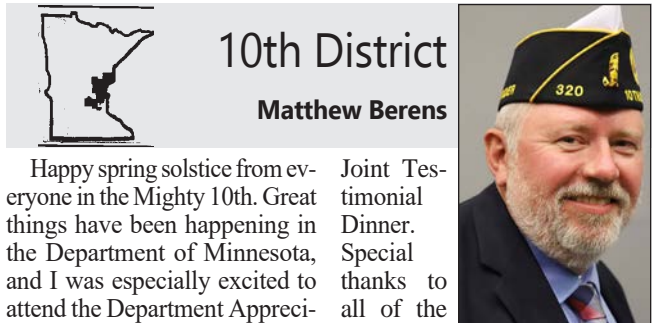 10th District
Matthew Berens
Happy spring solstice from ev-
eryone in the Mighty 10th. Great
things have been happening in
the Department of Minnesota,
and I was especially excited to
attend the Department Appreci-
Joint Tes-
timonial
Dinner.
Special
thanks to
all of the
320